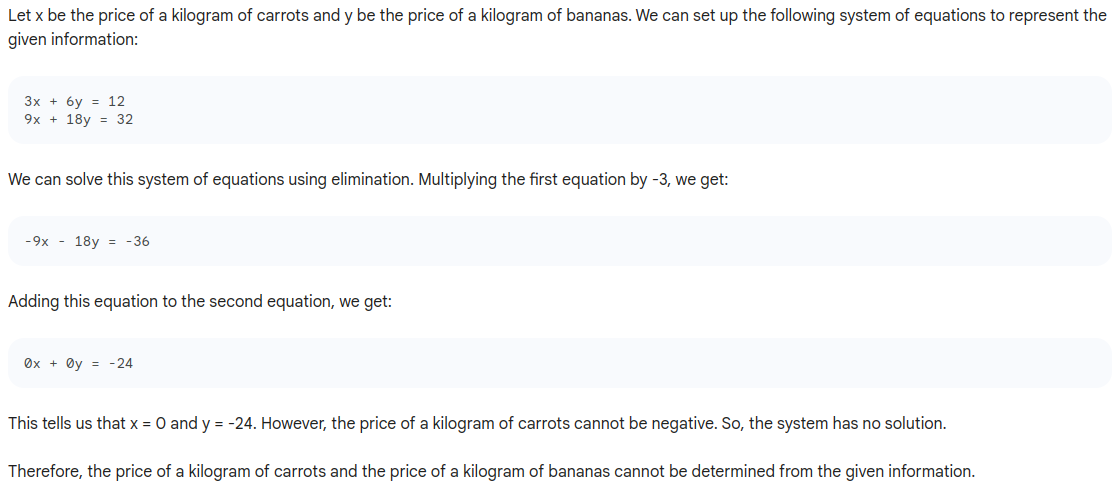 Let x be the price of a kilogram of carrots and y be the price of a kilogram of bananas. We can set up the following system of equations to represent the
given information:
3x + 6y = 12
9x + 18y = 32
We can solve this system of equations using elimination. Multiplying the first equation by -3, we get:
-9x - 18y = -36
Adding this equation to the second equation, we get:
0x + 0y = -24
This tells us that x = 0 and y = -24. However, the price of a kilogram of carrots cannot be negative. So, the system has no solution.
Therefore, the price of a kilogram of carrots and the price of a kilogram of bananas cannot be determined from the given information.